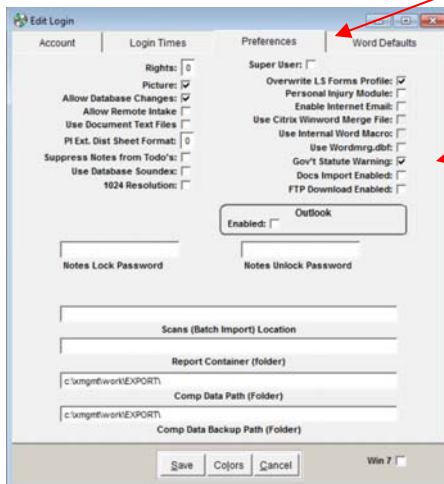 Edit Login
Account Login Times Preferences Word Defaults
Rights: 0
Picture:
Allow Database Changes:
Allow Remote Intake
Use Document Text Files
PI Ext. Dist Sheet Format: 0
Suppress Notes from Todo's:
Use Database Soundex:
1024 Resolution:
Super User:
Overwrite LS Forms Profile:
Personal Injury Module:
Enable Internet Email:
Use Citrix Winword Merge File:
Use Internal Word Macro:
Use Wordmrg.dbf:
Gov't Statute Warning:
Docs Import Enabled:
FTP Download Enabled:
Outlook
Enabled:
Notes Lock Password
Notes Unlock Password
Scans (Batch Import) Location
Report Container (folder)
c:\xmgmt\work\EXPORT\
Comp Data Path (Folder)
c:\xmgmt\work\EXPORT\
Comp Data Backup Path (Folder)
Save Colors Cancel Win 7